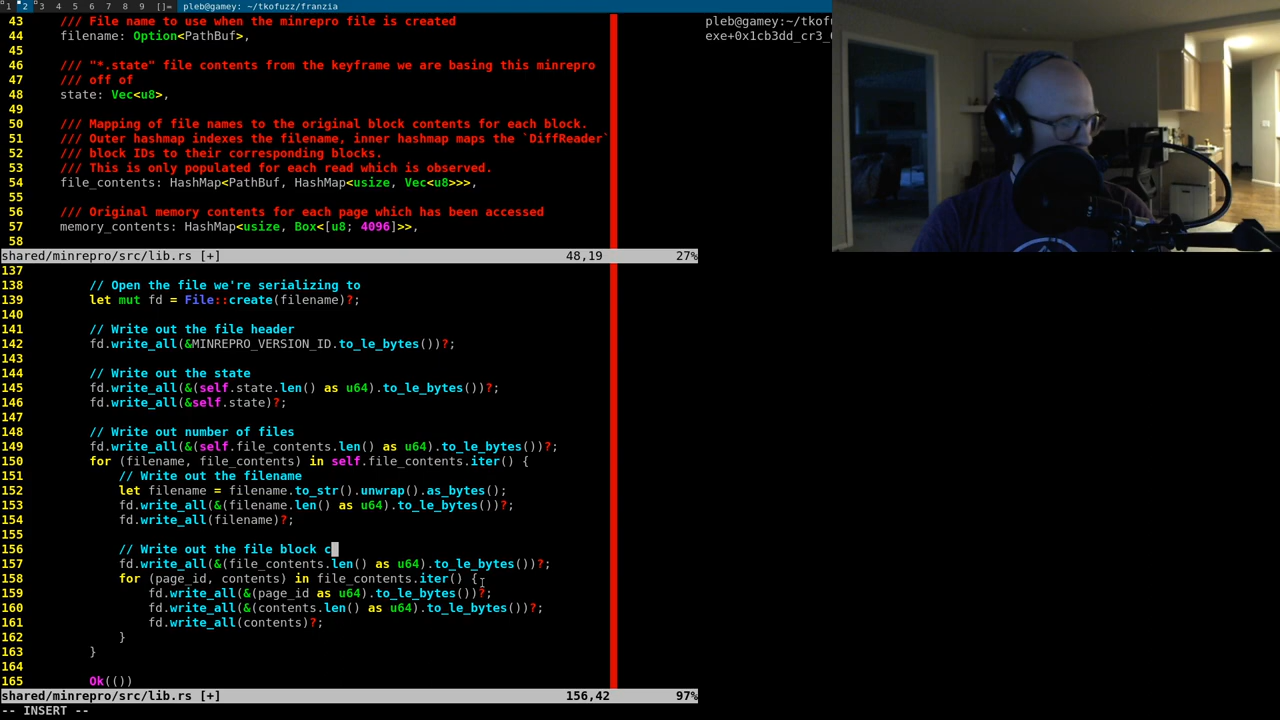 1 2 3 4 5 6 7 8 9 []= pleb@gamey: ~/tkofuzz/franzia
43 /// File name to use when the minrepro file is created
44 filename: Option<PathBuf>,
45
46 /// "*.state" file contents from the keyframe we are basing this minrepro
47 /// off of
48 state: Vec<u8>,
49
50 /// Mapping of file names to the original block contents for each block.
51 /// Outer hashmap indexes the filename, inner hashmap maps the `DiffReader`
52 /// block IDs to their corresponding blocks.
53 /// This is only populated for each read which is observed.
54 file_contents: HashMap<PathBuf, HashMap<usize, Vec<u8>>>,
55
56 /// Original memory contents for each page which has been accessed
57 memory_contents: HashMap<usize, Box<[u8; 4096]>>,
58
shared/minrepro/src/lib.rs [+] 48,19 27%
137
138 // Open the file we're serializing to
139 let mut fd = File::create(filename)?;
140
141 // Write out the file header
142 fd.write_all(&MINREPRO_VERSION_ID.to_le_bytes())?;
143
144 // Write out the state
145 fd.write_all(&(self.state.len() as u64).to_le_bytes())?;
146 fd.write_all(&self.state)?;
147
148 // Write out number of files
149 fd.write_all(&(self.file_contents.len() as u64).to_le_bytes())?;
150 for (filename, file_contents) in self.file_contents.iter() {
151 // Write out the filename
152 let filename = filename.to_str().unwrap().as_bytes();
153 fd.write_all(&(filename.len() as u64).to_le_bytes())?;
154 fd.write_all(filename)?;
155
156 // Write out the file block c
157 fd.write_all(&(file_contents.len() as u64).to_le_bytes())?;
158 for (page_id, contents) in file_contents.iter() {
159 fd.write_all(&(page_id as u64).to_le_bytes())?;
160 fd.write_all(&(contents.len() as u64).to_le_bytes())?;
161 fd.write_all(contents)?;
162 }
163 }
164
165 Ok(())
shared/minrepro/src/lib.rs [+] 156,42 97%
-- INSERT --
pleb@gamey:~/tkofu
exe+0x1cb3dd_cr3_